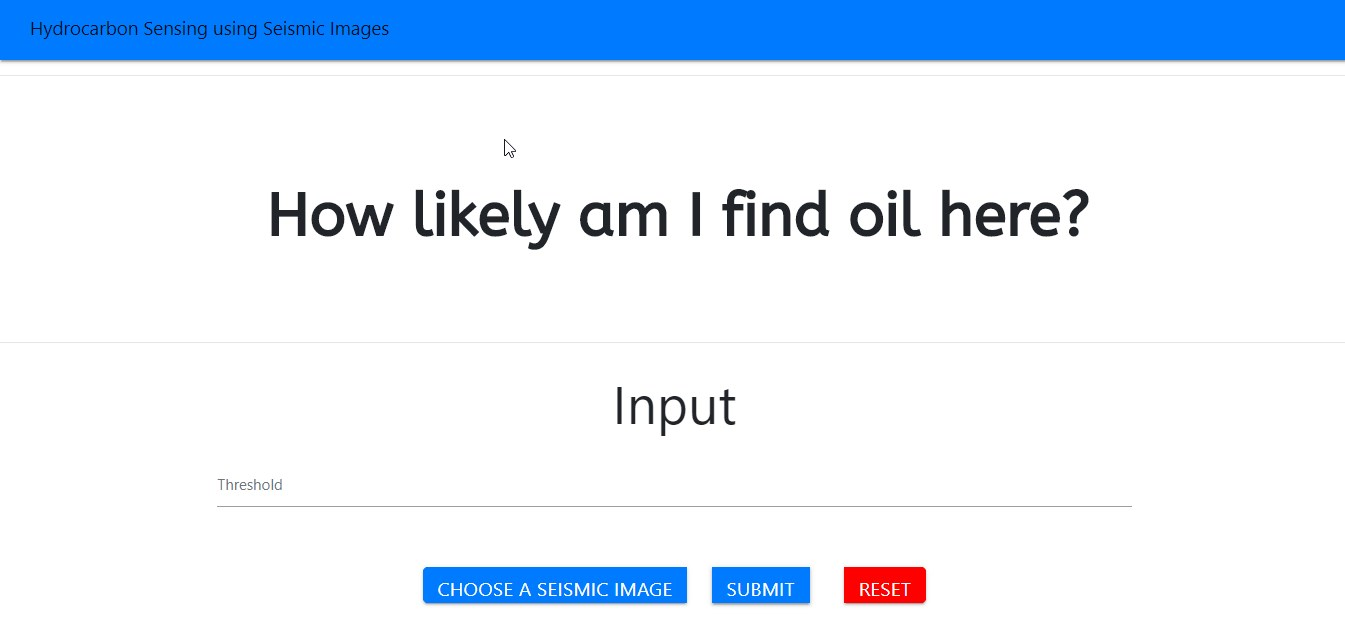 Hydrocarbon Sensing using Seismic Images
How likely am I find oil here?
Input
Threshold
CHOOSE A SEISMIC IMAGE SUBMIT RESET